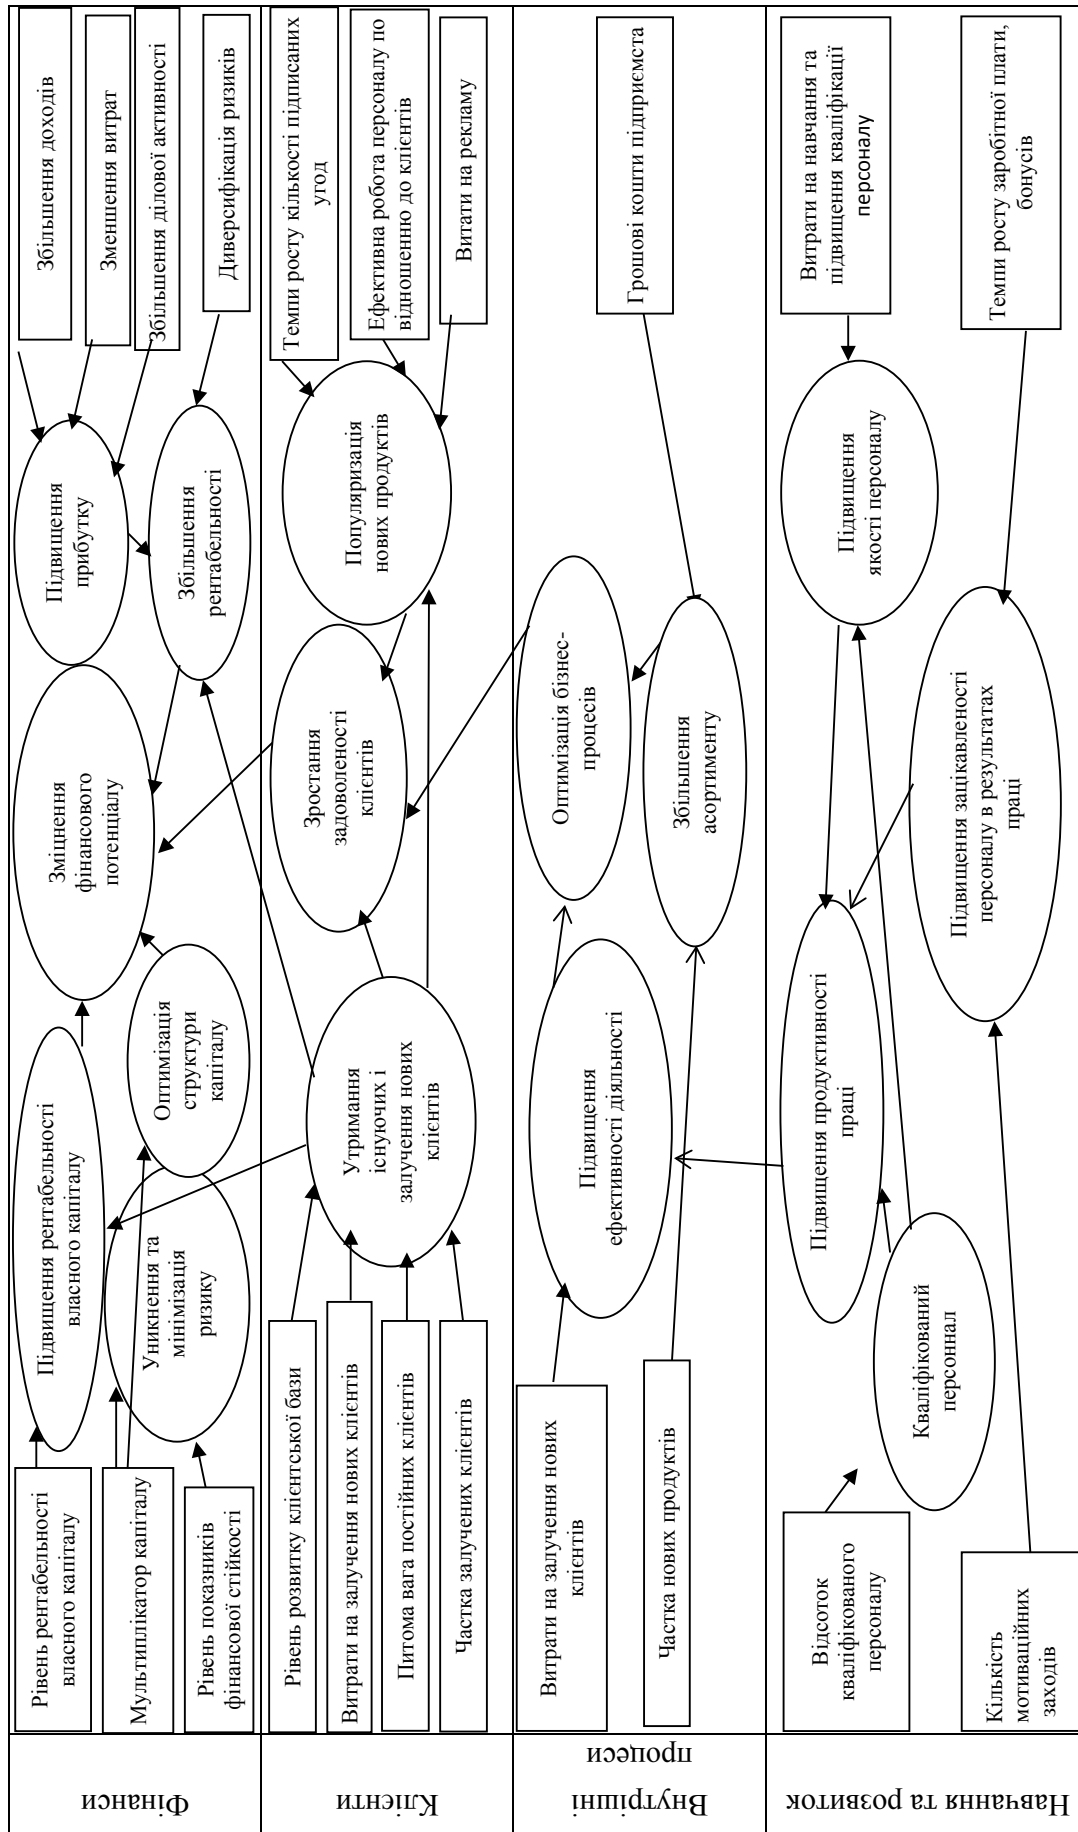 Фінанси
Рівень рентабельності
власного капіталу
Мультиплікатор капіталу
Рівень показників
фінансової стійкості
Підвищення рентабельності
власного капіталу
Уникнення та
мінімізація
ризику
Оптимізація
структури
капіталу
Зміцнення
фінансового
потенціалу
Підвищення
прибутку
Збільшення
рентабельності
Збільшення доходів
Зменшення витрат
Збільшення ділової активності
Диверсифікація ризиків
Клієнти
Рівень розвитку клієнтської бази
Витрати на залучення нових клієнтів
Питома вага постійних клієнтів
Частка залучених клієнтів
Утримання
існуючих і
залучення нових
клієнтів
Зростання
задоволеності
клієнтів
Популяризація
нових продуктів
Темпи росту кількості підписаних
угод
Ефективна робота персоналу по
відношенню до клієнтів
Витати на рекламу
Внутрішні
процеси
Витрати на залучення нових
клієнтів
Частка нових продуктів
Підвищення
ефективності діяльності
Оптимізація бізнес-
процесів
Збільшення
асортименту
Грошові кошти підприємста
Навчання та розвиток
Відсоток
кваліфікованого
персоналу
Кількість
мотиваційних
заходів
Кваліфікований
персоннал
Підвищення продуктивності
праці
Підвищення зацікавленості
персоналу в результатах
праці
Підвищення
якості персоналу
Витрати на навчання та
підвищення кваліфікації
персоналу
Темпи росту заробітної плати,
бонусів